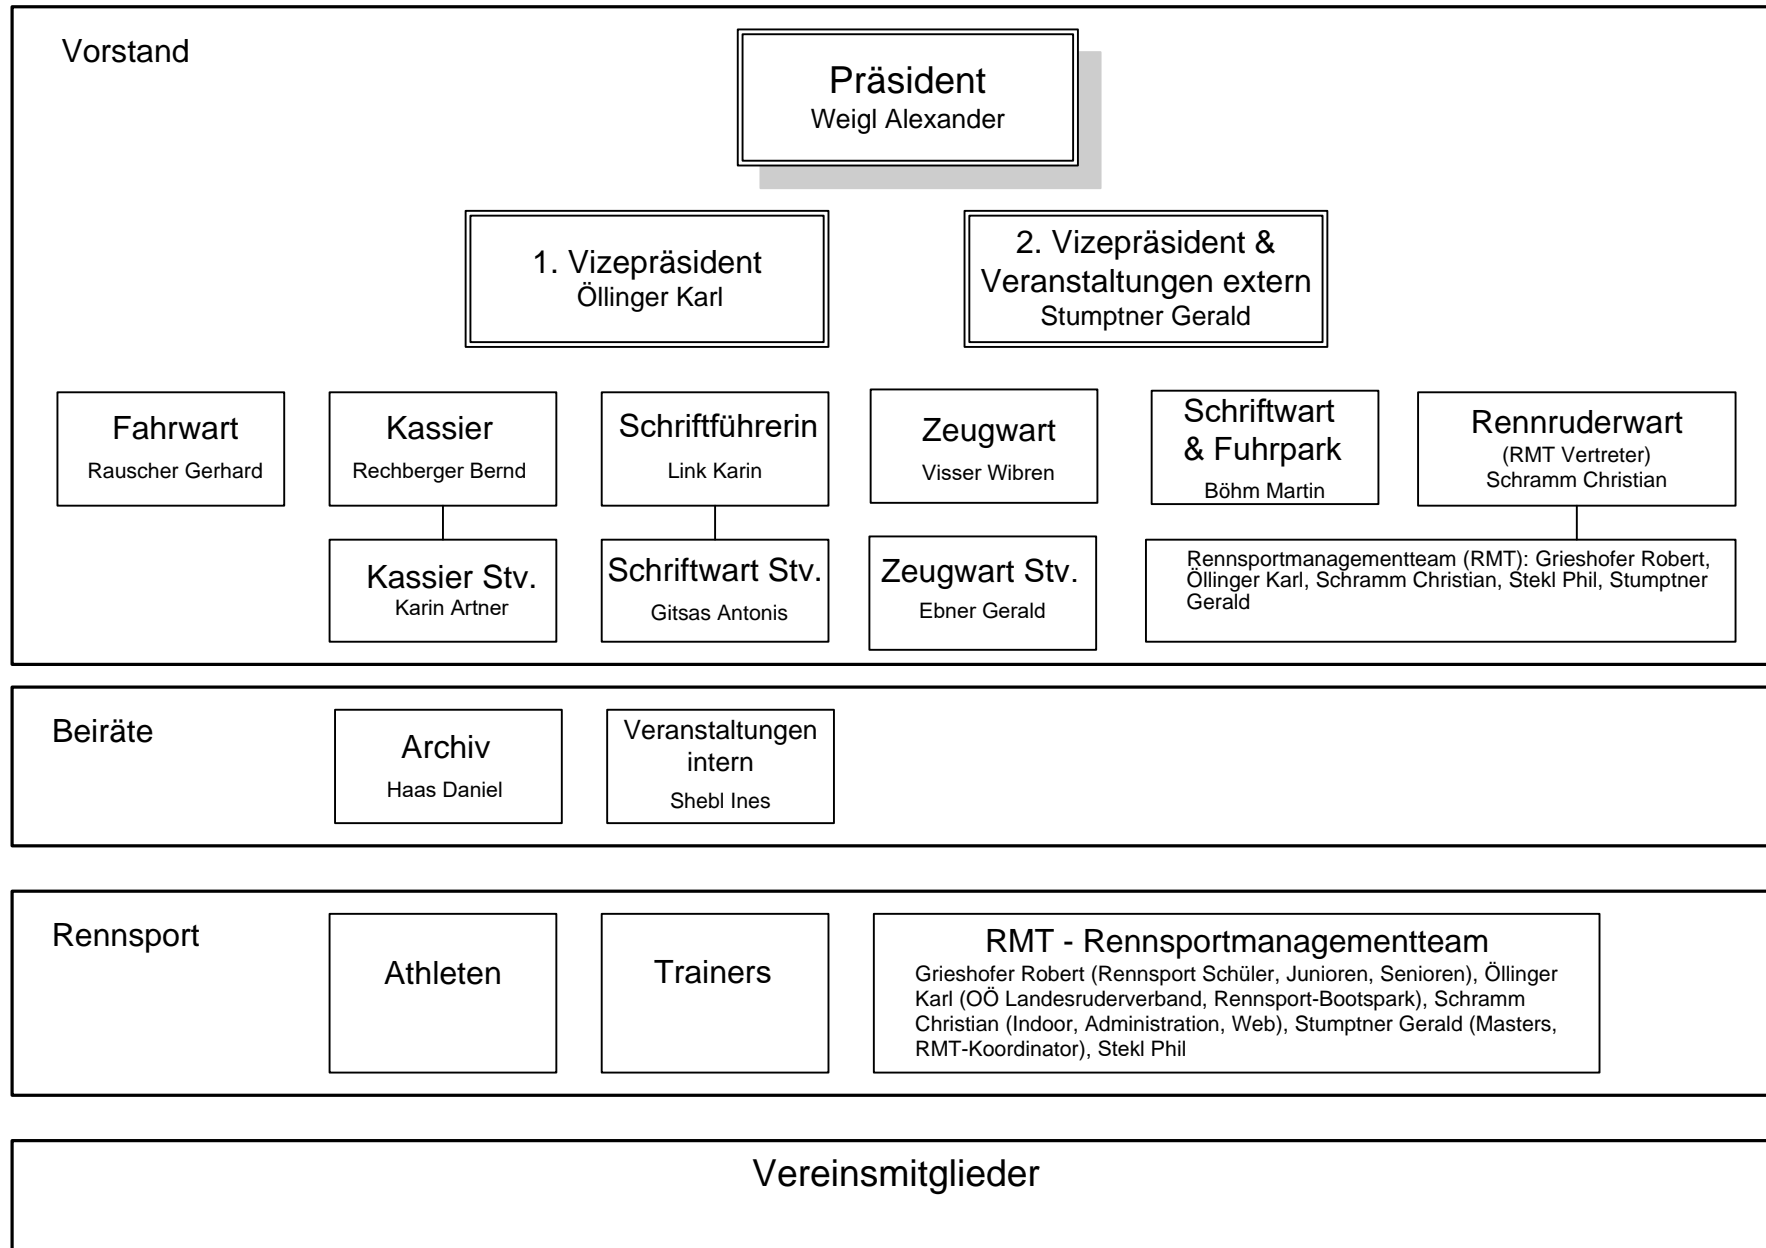 Vorstand
Präsident
Weigl Alexander
1. Vizepräsident
Öllinger Karl
2. Vizepräsident &
Veranstaltungen extern
Stumptner Gerald
Fahrwart
Rauscher Gerhard
Kassier
Rechberger Bernd
Schriftführerin
Link Karin
Zeugwart
Visser Wibren
Schriftwart
& Fuhrpark
Böhm Martin
Rennruderwart
(RMT Vertreter)
Schramm Christian
Kassier Stv.
Karin Artner
Schriftwart Stv.
Gitsas Antonis
Zeugwart Stv.
Ebner Gerald
Rennsportmanagementteam (RMT): Grieshofer Robert,
Öllinger Karl, Schramm Christian, Stekl Phil, Stumptner
Gerald
Beiräte
Archiv
Haas Daniel
Veranstaltungen
intern
Shebl Ines
Rennsport
Athleten
Trainers
RMT - Rennsportmanagementteam
Grieshofer Robert (Rennsport Schüler, Junioren, Senioren), Öllinger
Karl (OÖ Landesruderverband, Rennsport-Bootspark), Schramm
Christian (Indoor, Administration, Web), Stumptner Gerald (Masters,
RMT-Koordinator), Stekl Phil
Vereinsmitglieder